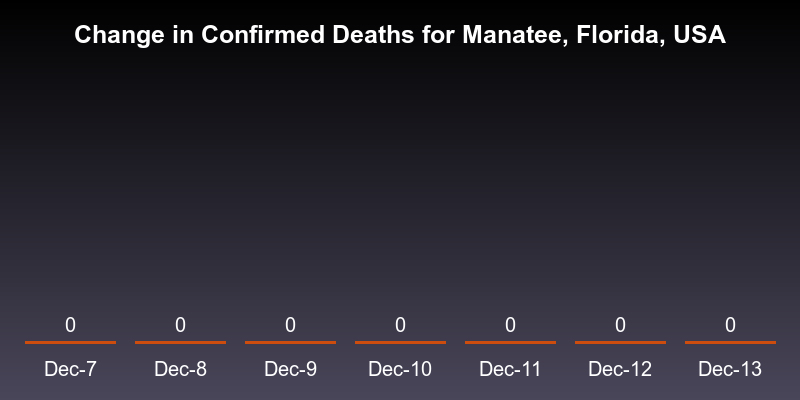 Change in Confirmed Deaths for Manatee, Florida, USA
0 0 0 0 0 0 0
Dec-7 Dec-8 Dec-9 Dec-10 Dec-11 Dec-12 Dec-13